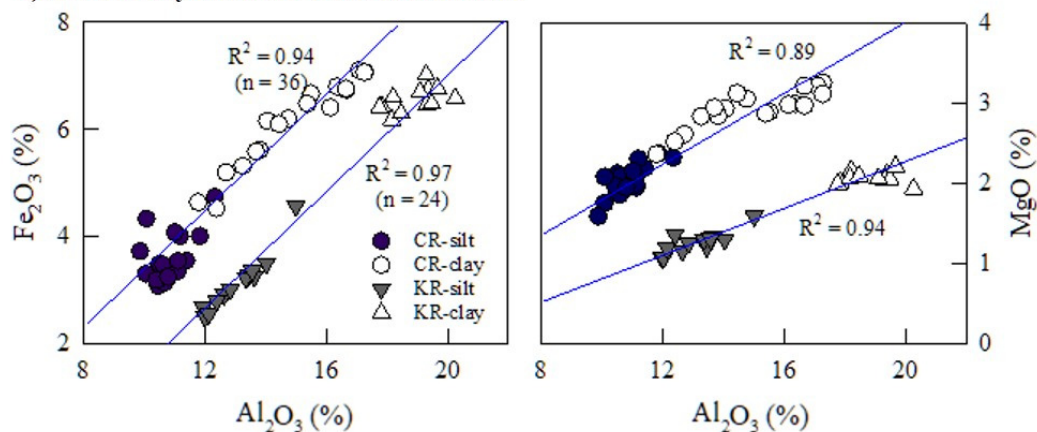 8
6
4
2
Fe₂O₃ (%)
R² = 0.94
(n = 36)
R² = 0.97
(n = 24)
CR-silt
CR-clay
KR-silt
KR-clay
8 12 16 20
Al₂O₃ (%)
R² = 0.89
R² = 0.94
4
3
2
1
0
MgO (%)
8 12 16 20
Al₂O₃ (%)